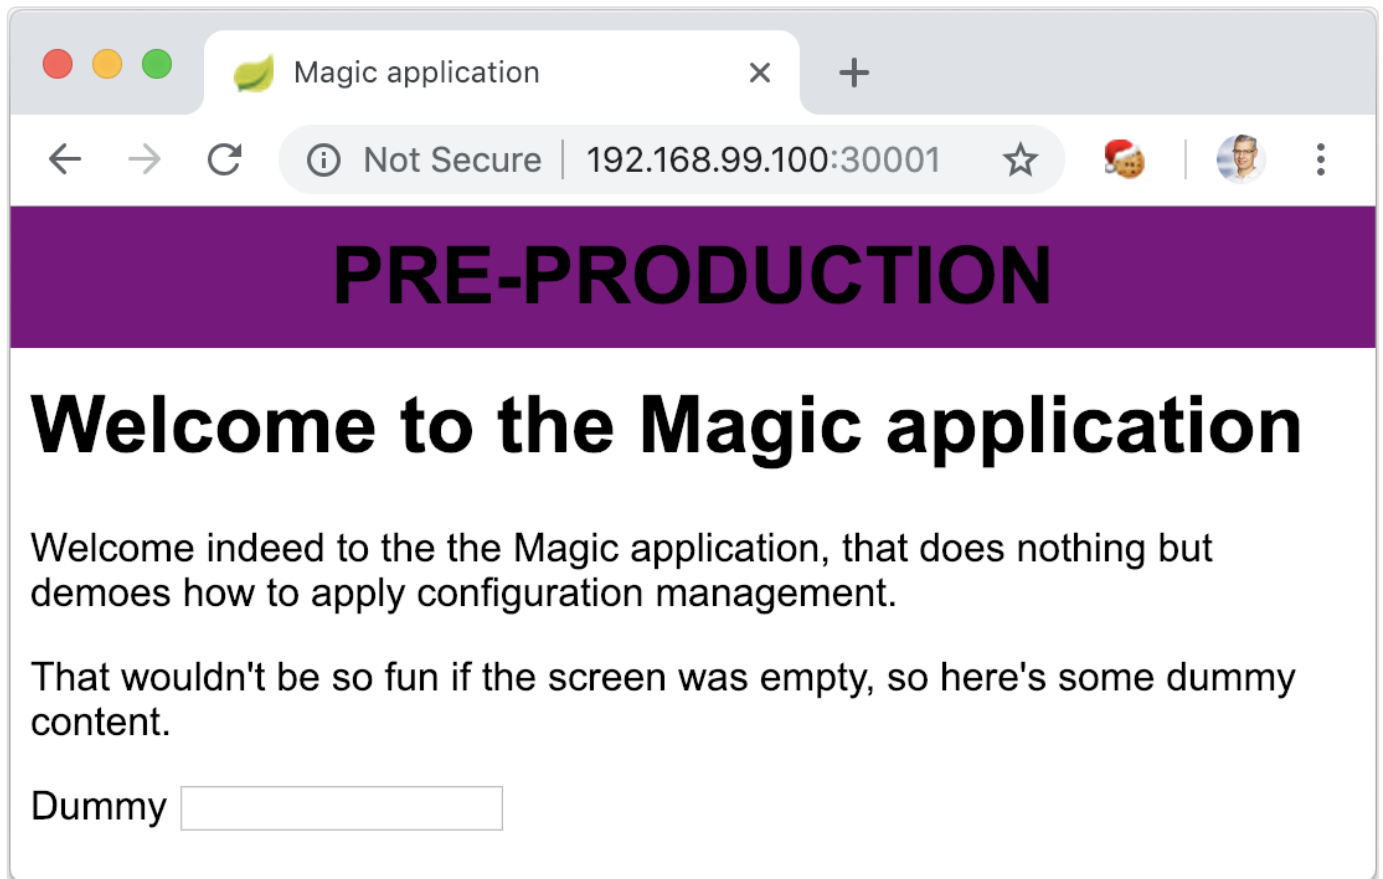 Magic application
Not Secure 192.168.99.100:30001
PRE-PRODUCTION
Welcome to the Magic application
Welcome indeed to the the Magic application, that does nothing but
demoes how to apply configuration management.
That wouldn't be so fun if the screen was empty, so here's some dummy
content.
Dummy